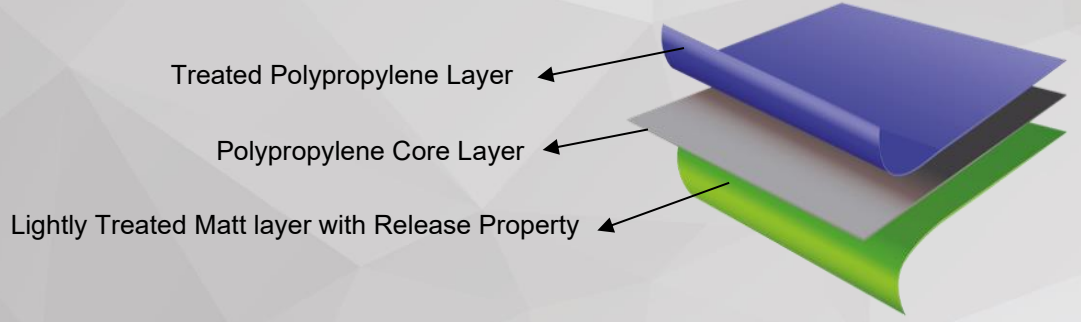 Treated Polypropylene Layer
Polypropylene Core Layer
Lightly Treated Matt layer with Release Property